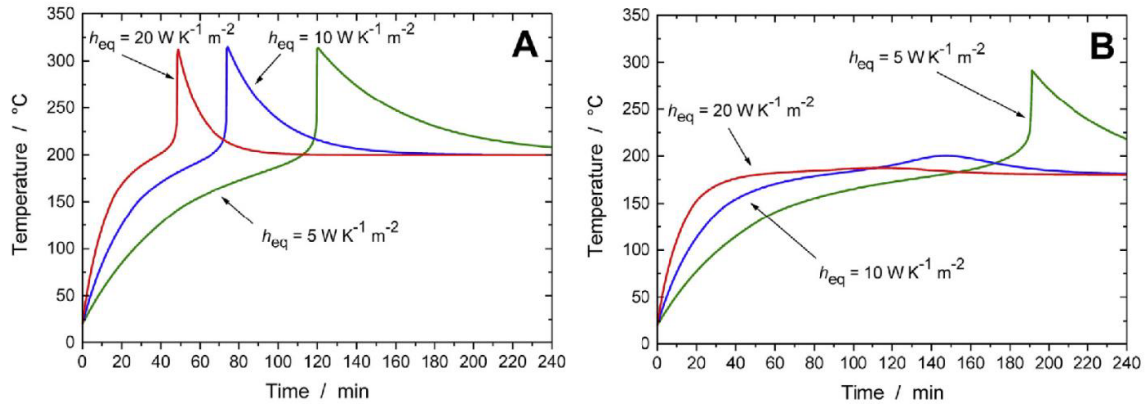 A
350
300
250
200
150
100
50
0
Temperature / °C
h_eq = 20 W K⁻¹ m⁻²
h_eq = 10 W K⁻¹ m⁻²
h_eq = 5 W K⁻¹ m⁻²
0 20 40 60 80 100 120 140 160 180 200 220 240
Time / min
B
350
300
250
200
150
100
50
0
Temperature / °C
h_eq = 5 W K⁻¹ m⁻²
h_eq = 20 W K⁻¹ m⁻²
h_eq = 10 W K⁻¹ m⁻²
0 20 40 60 80 100 120 140 160 180 200 220 240
Time / min